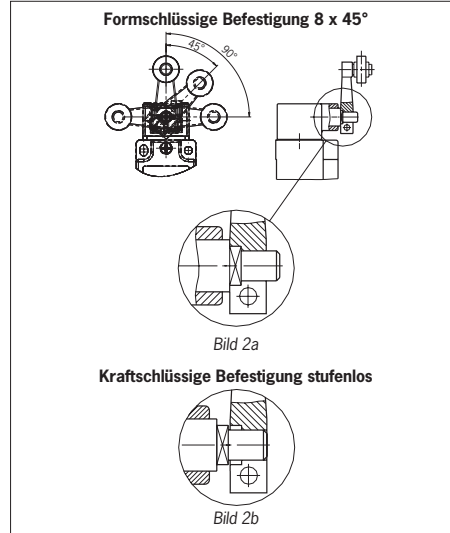 Formschlüssige Befestigung 8 x 45°
45°
90°
Bild 2a
Kraftschlüssige Befestigung stufenlos
Bild 2b